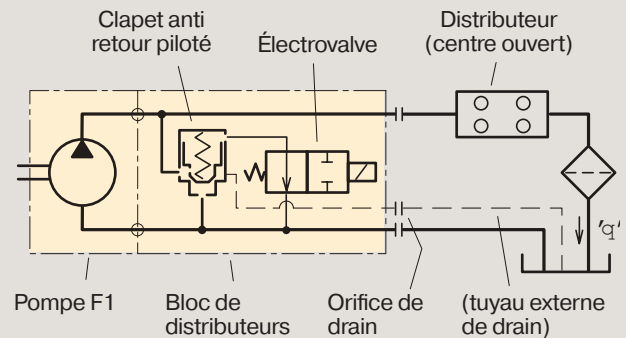 Clapet anti
retour piloté
Électrovalve
Distributeur
(centre ouvert)
'q'
Pompe F1
Bloc de
distributeurs
Orifice de
drain
(tuyau externe
de drain)